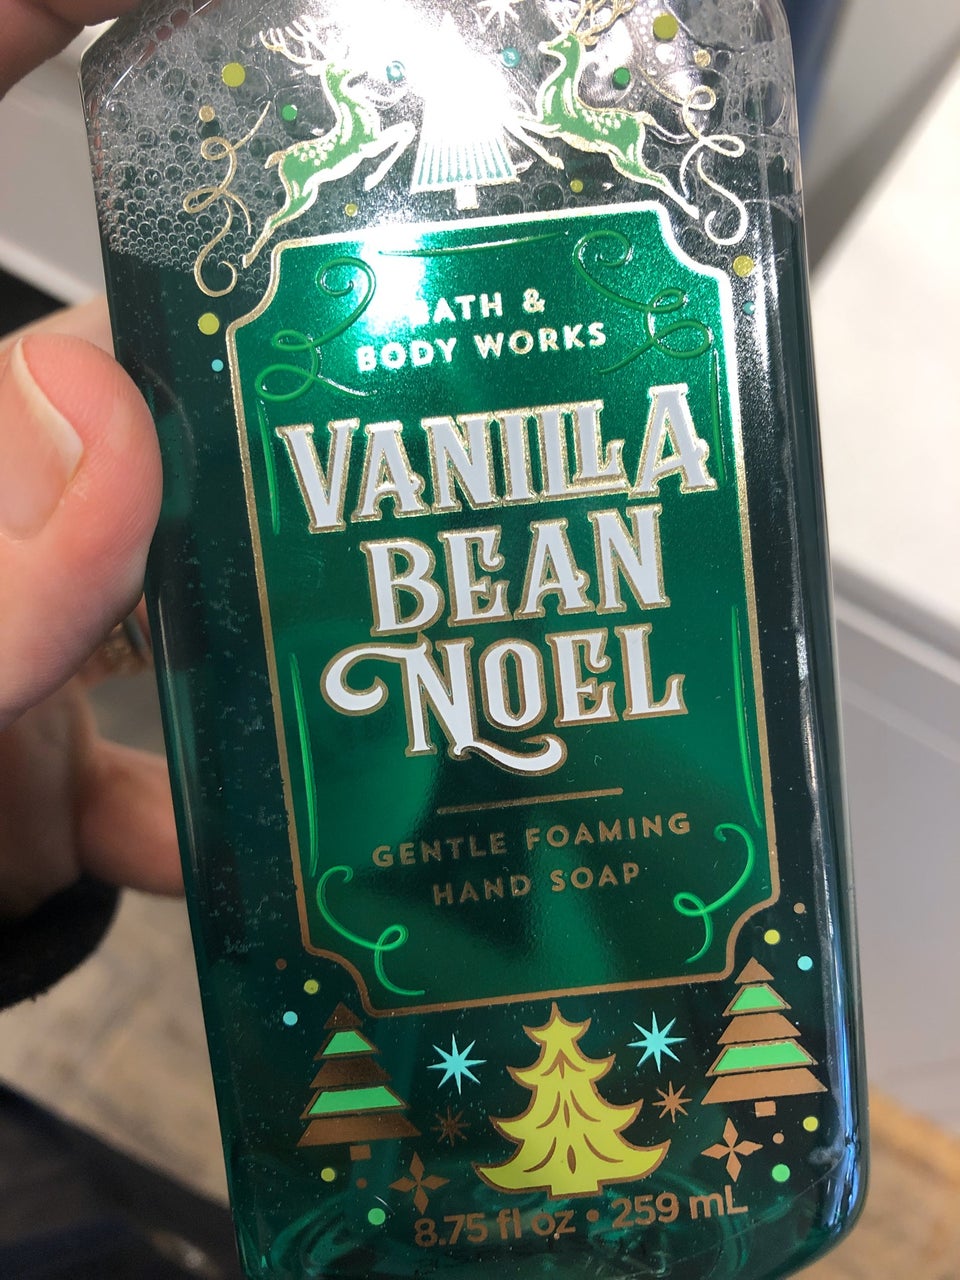 BATH &
BODY WORKS
VANILLA
BEAN
NOEL
GENTLE FOAMING
HAND SOAP
8.75 fl oz • 259 mL